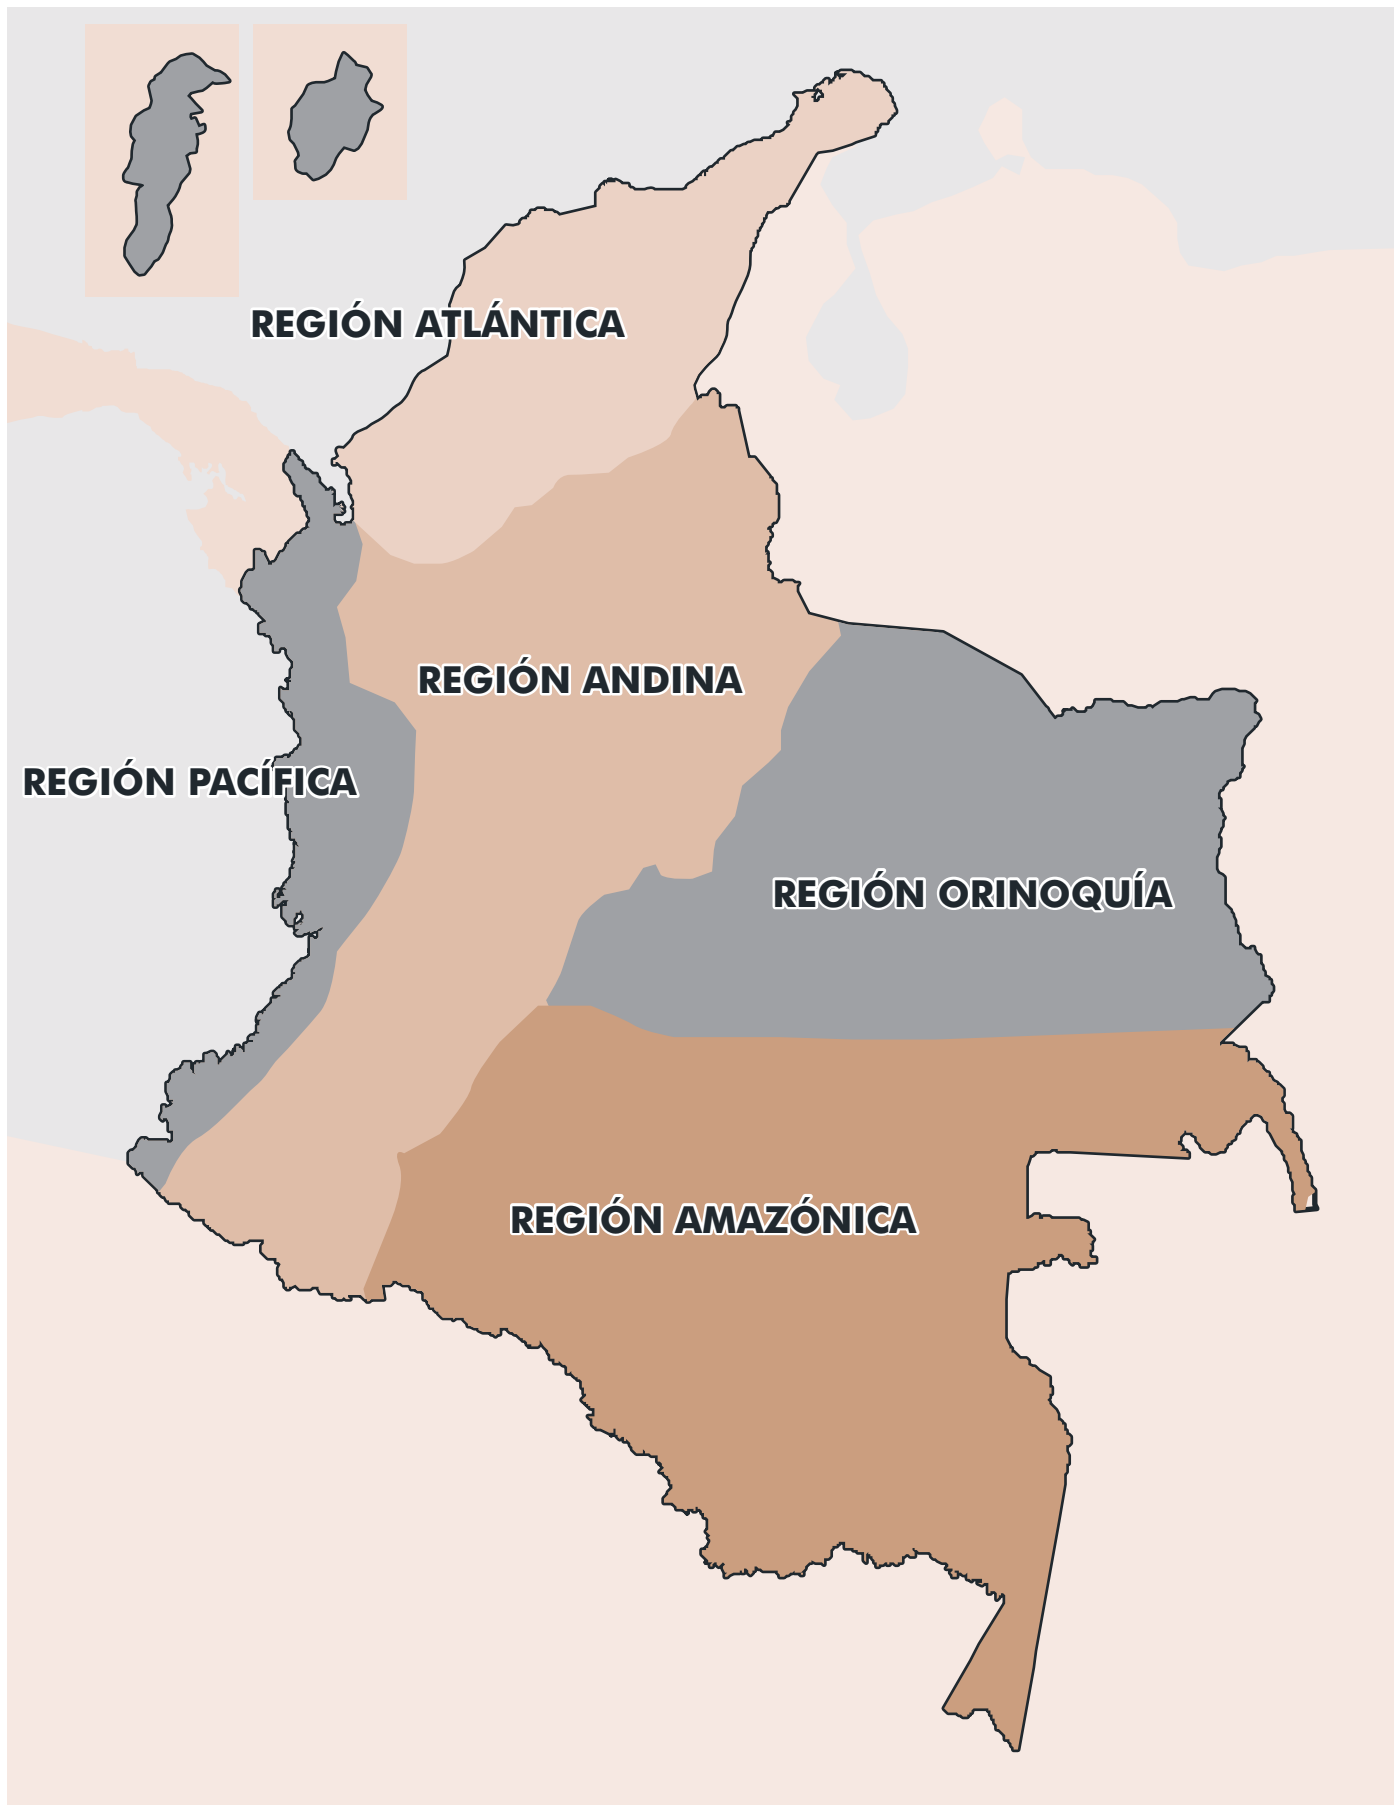 REGIÓN ATLÁNTICA
REGIÓN ANDINA
REGIÓN PACÍFICA
REGIÓN ORINOQUÍA
REGIÓN AMAZÓNICA